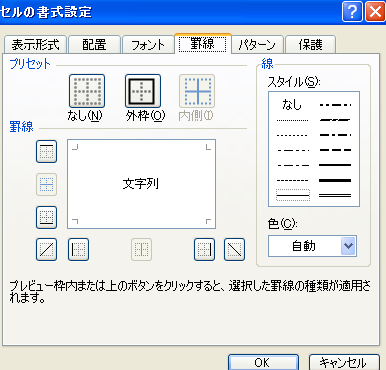 セルの書式設定
表示形式 配置 フォント 罫線 パターン 保護
プリセット
なし(N) 外枠(O) 内側(I)
罫線
文字列
線
スタイル(S):
なし
色(C):
自動
プレビュー枠内または上のボタンをクリックすると、選択した罫線の種類が適用さ
れます。
OK キャンセル